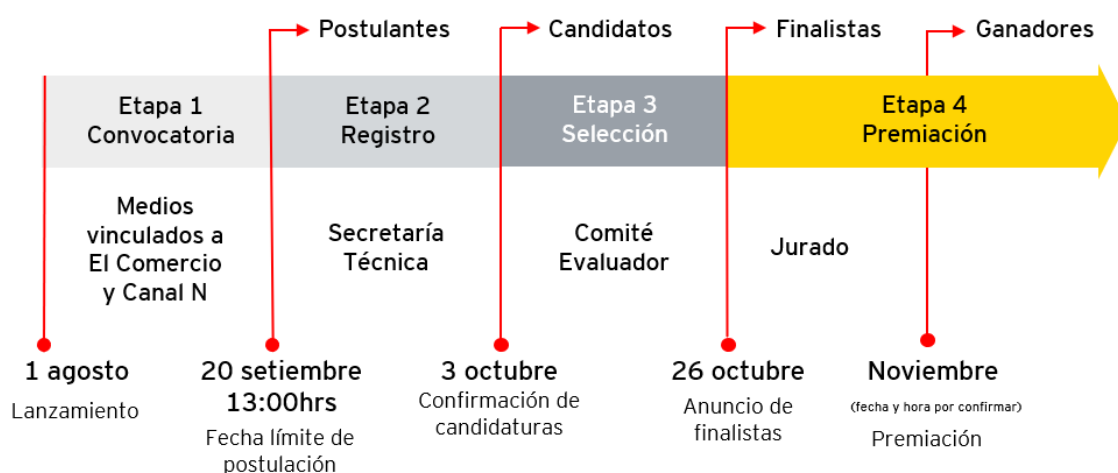 Postulantes
Candidatos
Finalistas
Ganadores
Etapa 1
Convocatoria
Etapa 2
Registro
Etapa 3
Selección
Etapa 4
Premiación
Medios
vinculados a
El Comercio
y Canal N
Secretaría
Técnica
Comité
Evaluador
Jurado
1 agosto
Lanzamiento
20 setiembre
13:00hrs
Fecha límite de
postulación
3 octubre
Confirmación de
candidaturas
26 octubre
Anuncio de
finalistas
Noviembre
(fecha y hora por confirmar)
Premiación